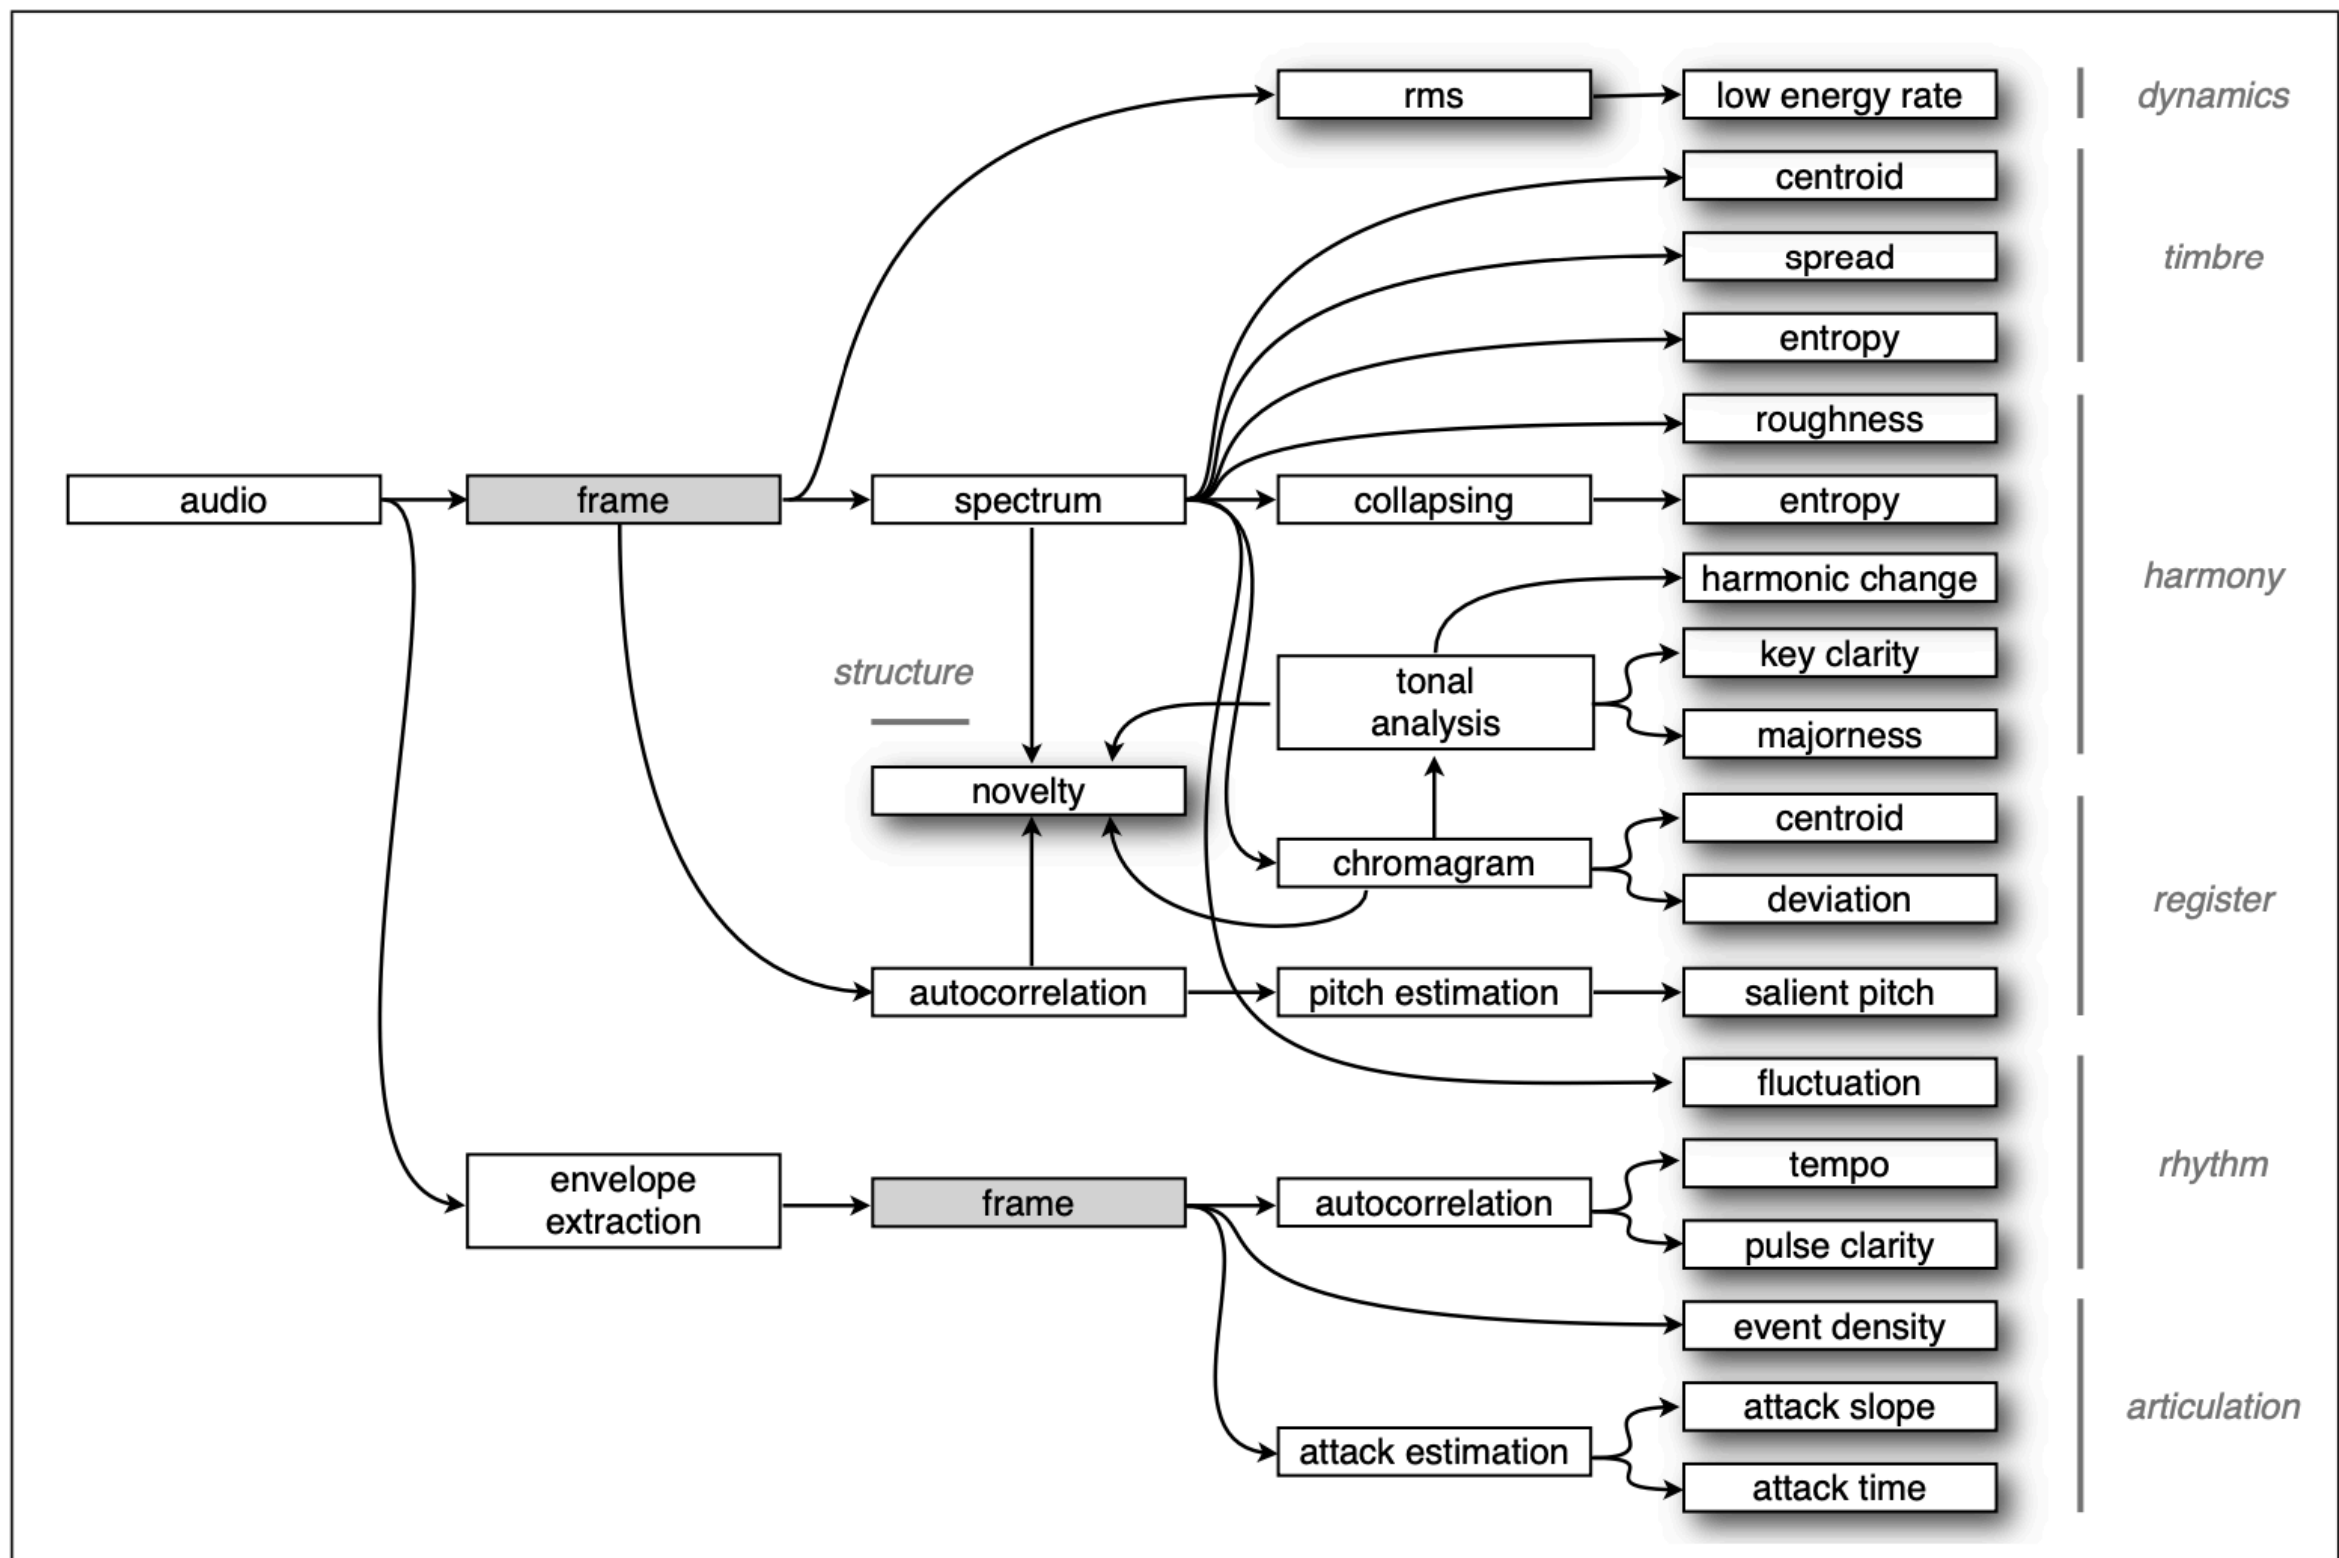 rms
low energy rate
dynamics
centroid
spread
timbre
entropy
roughness
audio
frame
spectrum
collapsing
entropy
harmonic change
harmony
key clarity
structure
tonal
analysis
majorness
novelty
centroid
chromagram
deviation
register
autocorrelation
pitch estimation
salient pitch
fluctuation
envelope
extraction
frame
autocorrelation
tempo
rhythm
pulse clarity
event density
attack slope
articulation
attack estimation
attack time